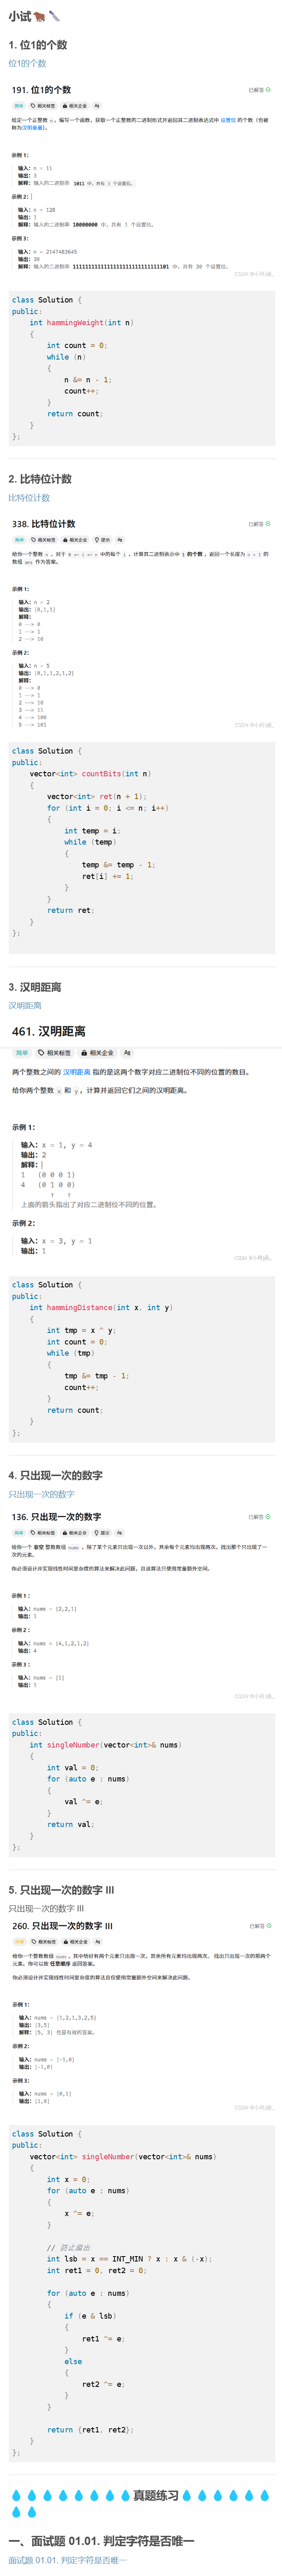 小试🐂🔪
1. 位1的个数
位1的个数
191. 位1的个数
已解答
简单 相关标签 相关企业 Aa
给定一个正整数 n，编写一个函数，获取一个正整数的二进制形式并返回其二进制表达式中 设置位 的个数（也被
称为汉明重量）。
示例 1：
输入：n = 11
输出：3
解释：输入的二进制串 1011 中，共有 3 个设置位。
示例 2：
输入：n = 128
输出：1
解释：输入的二进制串 10000000 中，共有 1 个设置位。
示例 3：
输入：n = 2147483645
输出：30
解释：输入的二进制串 1111111111111111111111111111101 中，共有 30 个设置位。
class Solution {
public:
int hammingWeight(int n)
{
int count = 0;
while (n)
{
n &= n - 1;
count++;
}
return count;
}
};
2. 比特位计数
比特位计数
338. 比特位计数
已解答
简单 相关标签 相关企业 提示 Aa
给你一个整数 n ，对于 0 <= i <= n 中的每个 i ，计算其二进制表示中 1 的个数 ，返回一个长度为 n + 1 的
数组 ans 作为答案。
示例 1：
输入：n = 2
输出：[0,1,1]
解释：
0 --> 0
1 --> 1
2 --> 10
示例 2：
输入：n = 5
输出：[0,1,1,2,1,2]
解释：
0 --> 0
1 --> 1
2 --> 10
3 --> 11
4 --> 100
5 --> 101
class Solution {
public:
vector<int> countBits(int n)
{
vector<int> ret(n + 1);
for (int i = 0; i <= n; i++)
{
int temp = i;
while (temp)
{
temp &= temp - 1;
ret[i] += 1;
}
}
return ret;
}
};
3. 汉明距离
汉明距离
461. 汉明距离
简单 相关标签 相关企业 Aa
两个整数之间的 汉明距离 指的是这两个数字对应二进制位不同的位置的数目。
给你两个整数 x 和 y，计算并返回它们之间的汉明距离。
示例 1：
输入：x = 1, y = 4
输出：2
解释：
1 (0 0 0 1)
4 (0 1 0 0)
↑ ↑
上面的箭头指出了对应二进制位不同的位置。
示例 2：
输入：x = 3, y = 1
输出：1
class Solution {
public:
int hammingDistance(int x, int y)
{
int tmp = x ^ y;
int count = 0;
while (tmp)
{
tmp &= tmp - 1;
count++;
}
return count;
}
};
4. 只出现一次的数字
只出现一次的数字
136. 只出现一次的数字
已解答
简单 相关标签 相关企业 提示 Aa
给你一个 非空 整数数组 nums ，除了某个元素只出现一次以外，其余每个元素均出现两次。找出那个只出现了一
次的元素。
你必须设计并实现线性时间复杂度的算法来解决此问题，且该算法只使用常量额外空间。
示例 1 ：
输入：nums = [2,2,1]
输出：1
示例 2 ：
输入：nums = [4,1,2,1,2]
输出：4
示例 3 ：
输入：nums = [1]
输出：1
class Solution {
public:
int singleNumber(vector<int>& nums)
{
int val = 0;
for (auto e : nums)
{
val ^= e;
}
return val;
}
};
5. 只出现一次的数字 III
只出现一次的数字 III
260. 只出现一次的数字 III
已解答
中等 相关标签 相关企业 Aa
给你一个整数数组 nums，其中恰好有两个元素只出现一次，其余所有元素均出现两次。 找出只出现一次的那两个
元素。你可以按 任意顺序 返回答案。
你必须设计并实现线性时间复杂度的算法且仅使用常量额外空间来解决此问题。
示例 1：
输入：nums = [1,2,1,3,2,5]
输出：[3,5]
解释：[5, 3] 也是有效的答案。
示例 2：
输入：nums = [-1,0]
输出：[-1,0]
示例 3：
输入：nums = [0,1]
输出：[1,0]
class Solution {
public:
vector<int> singleNumber(vector<int>& nums)
{
int x = 0;
for (auto e : nums)
{
x ^= e;
}
// 防止溢出
int lsb = x == INT_MIN ? x : x & (-x);
int ret1 = 0, ret2 = 0;
for (auto e : nums)
{
if (e & lsb)
{
ret1 ^= e;
}
else
{
ret2 ^= e;
}
}
return {ret1, ret2};
}
};
💧💧💧💧💧💧💧💧真题练习💧💧💧💧💧💧
💧💧
一、面试题 01.01. 判定字符是否唯一
面试题 01.01. 判定字符是否唯一